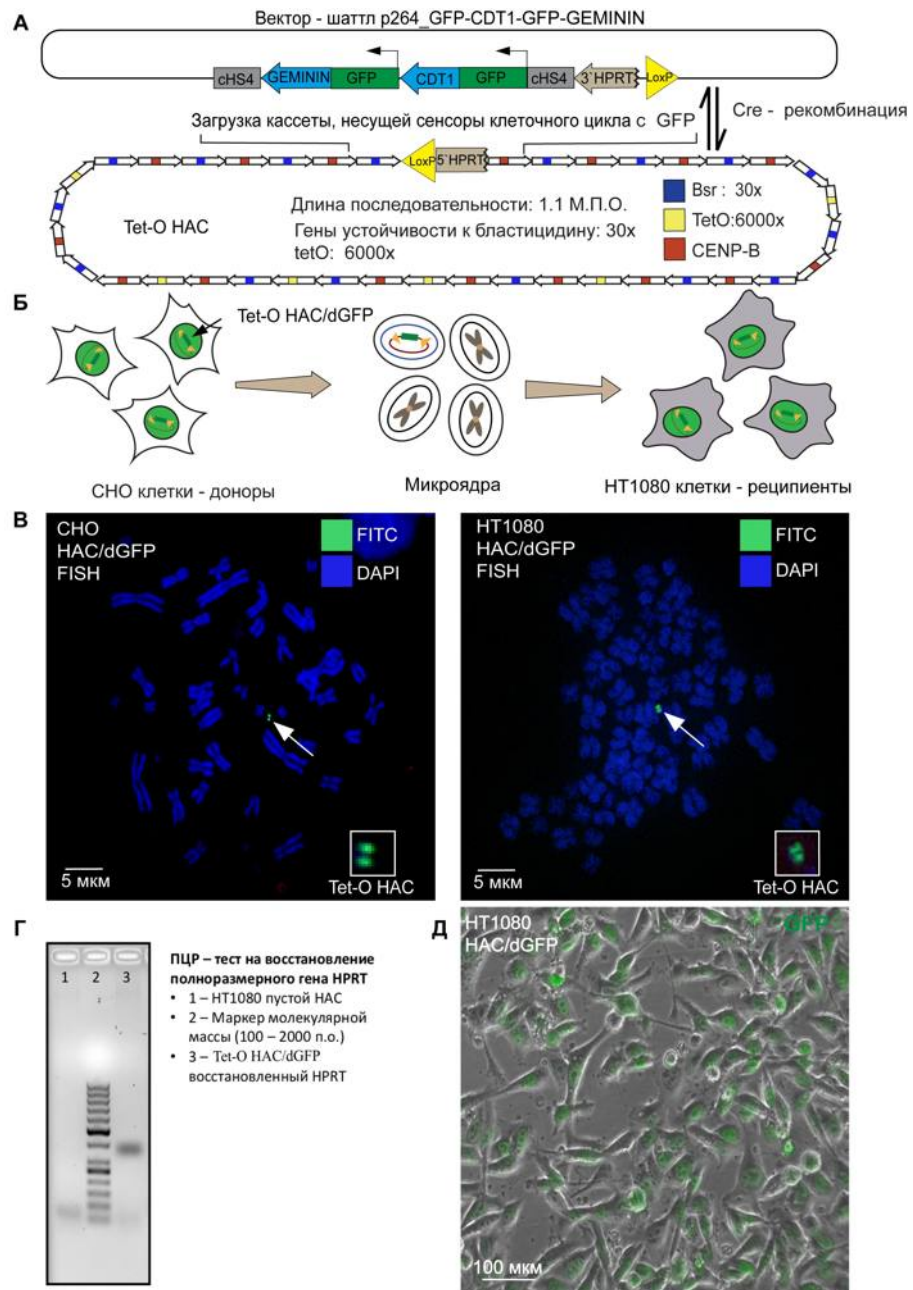 А
Вектор - шаттл p264_GFP-CDT1-GFP-GEMININ
cHS4
GEMININ
GFP
CDT1
GFP
cHS4
3`HPRT
LoxP
Загрузка кассеты, несущей сенсоры клеточного цикла с GFP
Cre - рекомбинация
LoxP
5`HPRT
Tet-O HAC
Длина последовательности: 1.1 М.П.О.
Гены устойчивости к бластицидину: 30x
tetO: 6000x
Bsr : 30x
TetO:6000x
CENP-B
Б
Tet-O HAC/dGFP
CHO клетки - доноры
Микроядра
HT1080 клетки - реципиенты
В
CHO
HAC/dGFP
FISH
FITC
DAPI
5 мкм
Tet-O HAC
HT1080
HAC/dGFP
FISH
FITC
DAPI
5 мкм
Tet-O HAC
Г
1 2 3
ПЦР – тест на восстановление
полноразмерного гена HPRT
• 1 – HT1080 пустой HAC
• 2 – Маркер молекулярной
массы (100 – 2000 п.о.)
• 3 – Tet-O HAC/dGFP
восстановленный HPRT
Д
HT1080
HAC/dGFP
GFP
100 мкм